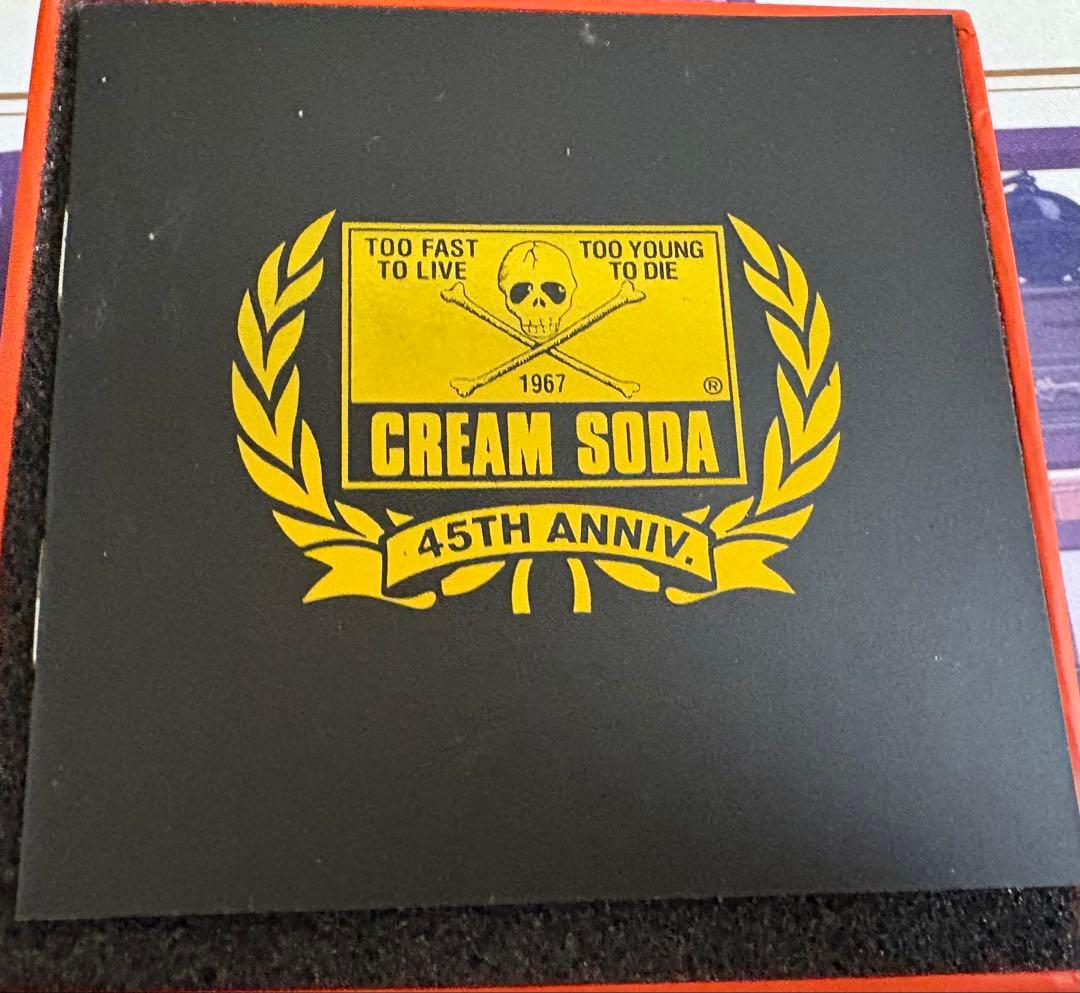 TOO FAST
TO LIVE
TOO YOUNG
TO DIE
1967
®
CREAM SODA
45TH ANNIV.